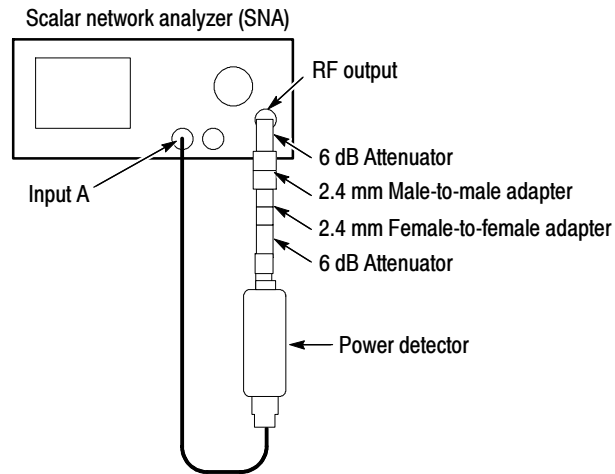 Scalar network analyzer (SNA)
RF output
6 dB Attenuator
2.4 mm Male-to-male adapter
Input A
2.4 mm Female-to-female adapter
6 dB Attenuator
Power detector